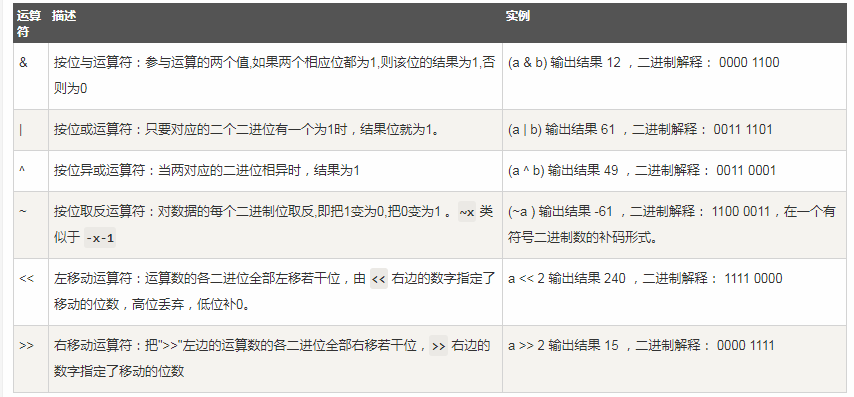 运算符 描述 实例
& 按位与运算符：参与运算的两个值,如果两个相应位都为1,则该位的结果为1,否 (a & b) 输出结果 12 ，二进制解释： 0000 1100
则为0
| 按位或运算符：只要对应的二个二进位有一个为1时，结果位就为1。 (a | b) 输出结果 61 ，二进制解释： 0011 1101
^ 按位异或运算符：当两对应的二进位相异时，结果为1 (a ^ b) 输出结果 49 ，二进制解释： 0011 0001
~ 按位取反运算符：对数据的每个二进制位取反,即把1变为0,把0变为1 。~x 类 (~a ) 输出结果 -61 ，二进制解释： 1100 0011，在一个有
似于 -x-1 符号二进制数的补码形式。
<< 左移动运算符：运算数的各二进位全部左移若干位，由 << 右边的数字指定了 a << 2 输出结果 240 ，二进制解释： 1111 0000
移动的位数，高位丢弃，低位补0。
>> 右移动运算符：把">>"左边的运算数的各二进位全部右移若干位，>> 右边的 a >> 2 输出结果 15 ，二进制解释： 0000 1111
数字指定了移动的位数